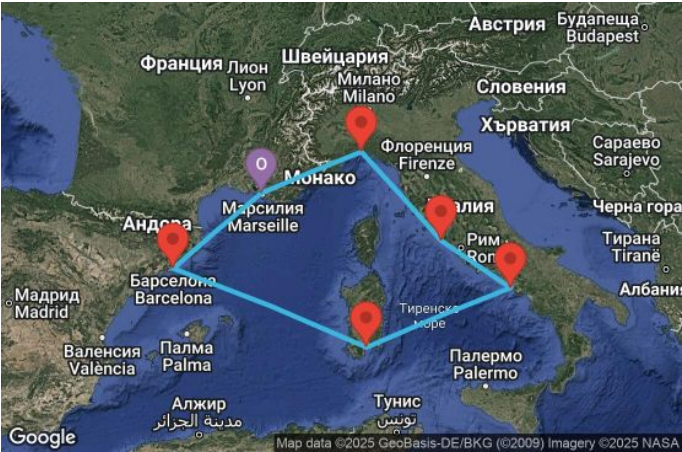 Австрия
Будапеща
Budapest
Франция
Лион
Lyon
Швейцария
Милано
Milano
Словения
Хърватия
Флоренция
Firenze
Сараево
Sarajevo
O
Монако
Марсилия
Marseille
Андора
Черна гора
Рим
Тирана
Tiranë
Барселона
Barcelona
Албания
Мадрид
Madrid
Тиренско
море
Валенсия
València
Палма
Palma
Палермо
Palermo
Алжир
مدينة الجزائر
Тунис
تونس
Google
Map data ©2025 GeoBasis-DE/BKG (©2009) Imagery ©2025 NASA